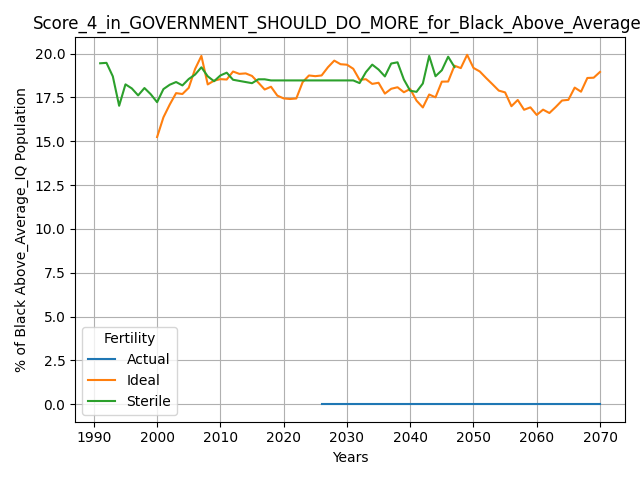 Score_4_in_GOVERNMENT_SHOULD_DO_MORE_for_Black_Above_Average
% of Black Above_Average_IQ Population
20.0
17.5
15.0
12.5
10.0
7.5
5.0
2.5
0.0
Fertility
Actual
Ideal
Sterile
1990 2000 2010 2020 2030 2040 2050 2060 2070
Years